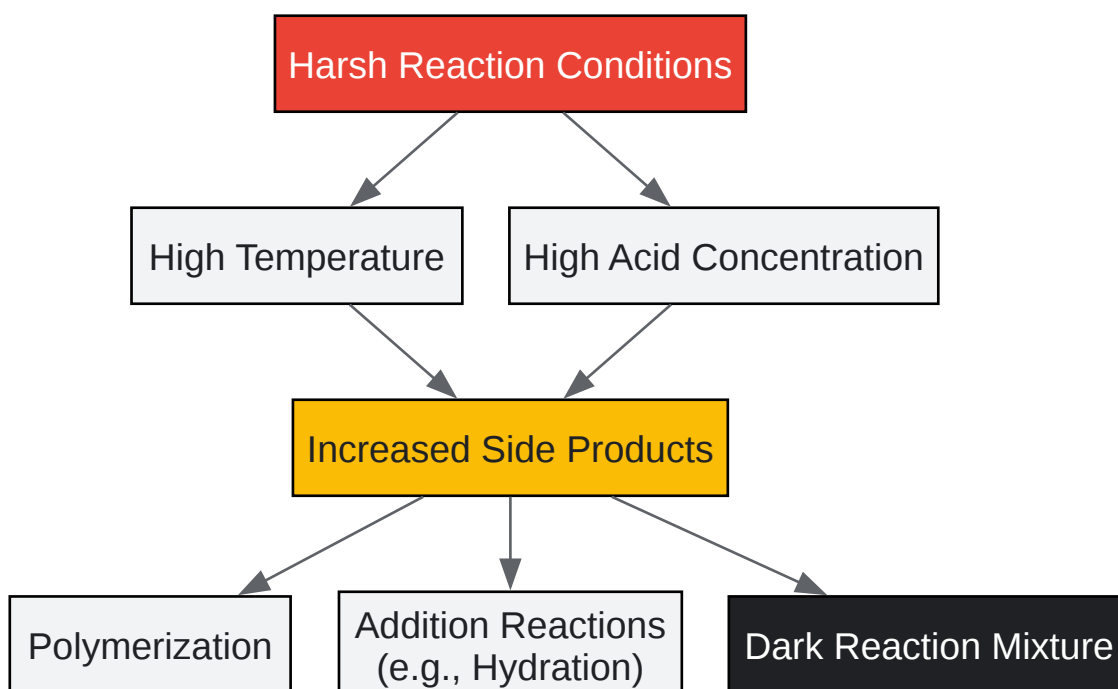 Harsh Reaction Conditions
High Temperature
High Acid Concentration
Increased Side Products
Polymerization
Addition Reactions
(e.g., Hydration)
Dark Reaction Mixture